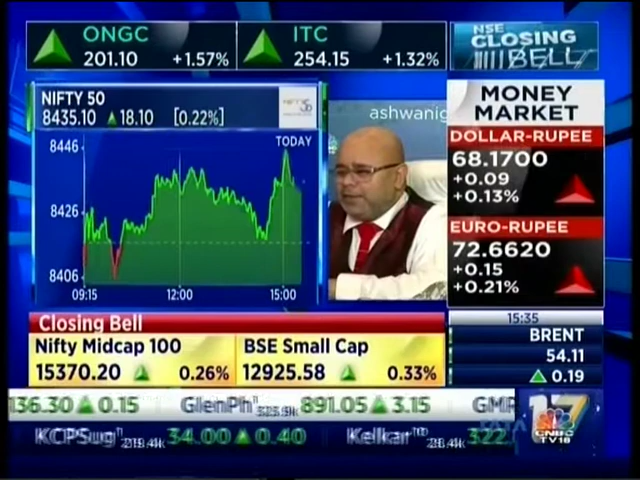 ONGC
201.10 +1.57%
ITC
254.15 +1.32%
NSE
CLOSING
BELL
NIFTY 50
8435.10 18.10 [0.22%]
TODAY
8446
8426
8406
09:15 12:00 15:00
ashwanig
MONEY
MARKET
DOLLAR-RUPEE
68.1700
+0.09
+0.13%
EURO-RUPEE
72.6620
+0.15
+0.21%
Closing Bell
Nifty Midcap 100
15370.20 0.26%
BSE Small Cap
12925.58 0.33%
15:35
BRENT
54.11
0.19
136.30 0.15 GlenPh 891.05 3.15 GMR
KCPSug 34.00 0.40 Kelkar 322
17
CNBC
TV18